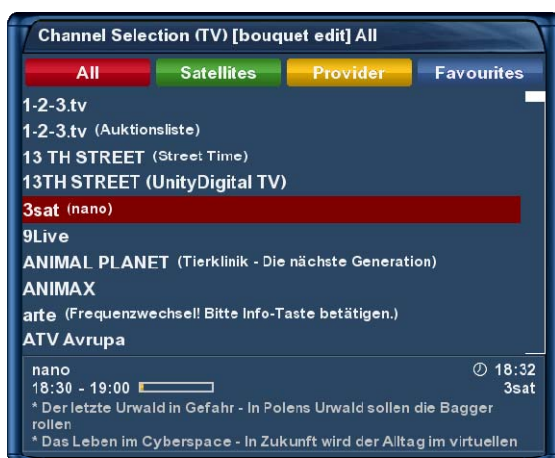 Channel Selection (TV) [bouquet edit] All
All Satellites Provider Favourites
1-2-3.tv
1-2-3.tv (Auktionsliste)
13 TH STREET (Street Time)
13TH STREET (UnityDigital TV)
3sat (nano)
9Live
ANIMAL PLANET (Tierklinik - Die nächste Generation)
ANIMAX
arte (Frequenzwechsel! Bitte Info-Taste betätigen.)
ATV Avrupa
nano 18:32
18:30 - 19:00 3sat
* Der letzte Urwald in Gefahr - In Polens Urwald sollen die Bagger
rollen
* Das Leben im Cyberspace - In Zukunft wird der Alltag im virtuellen